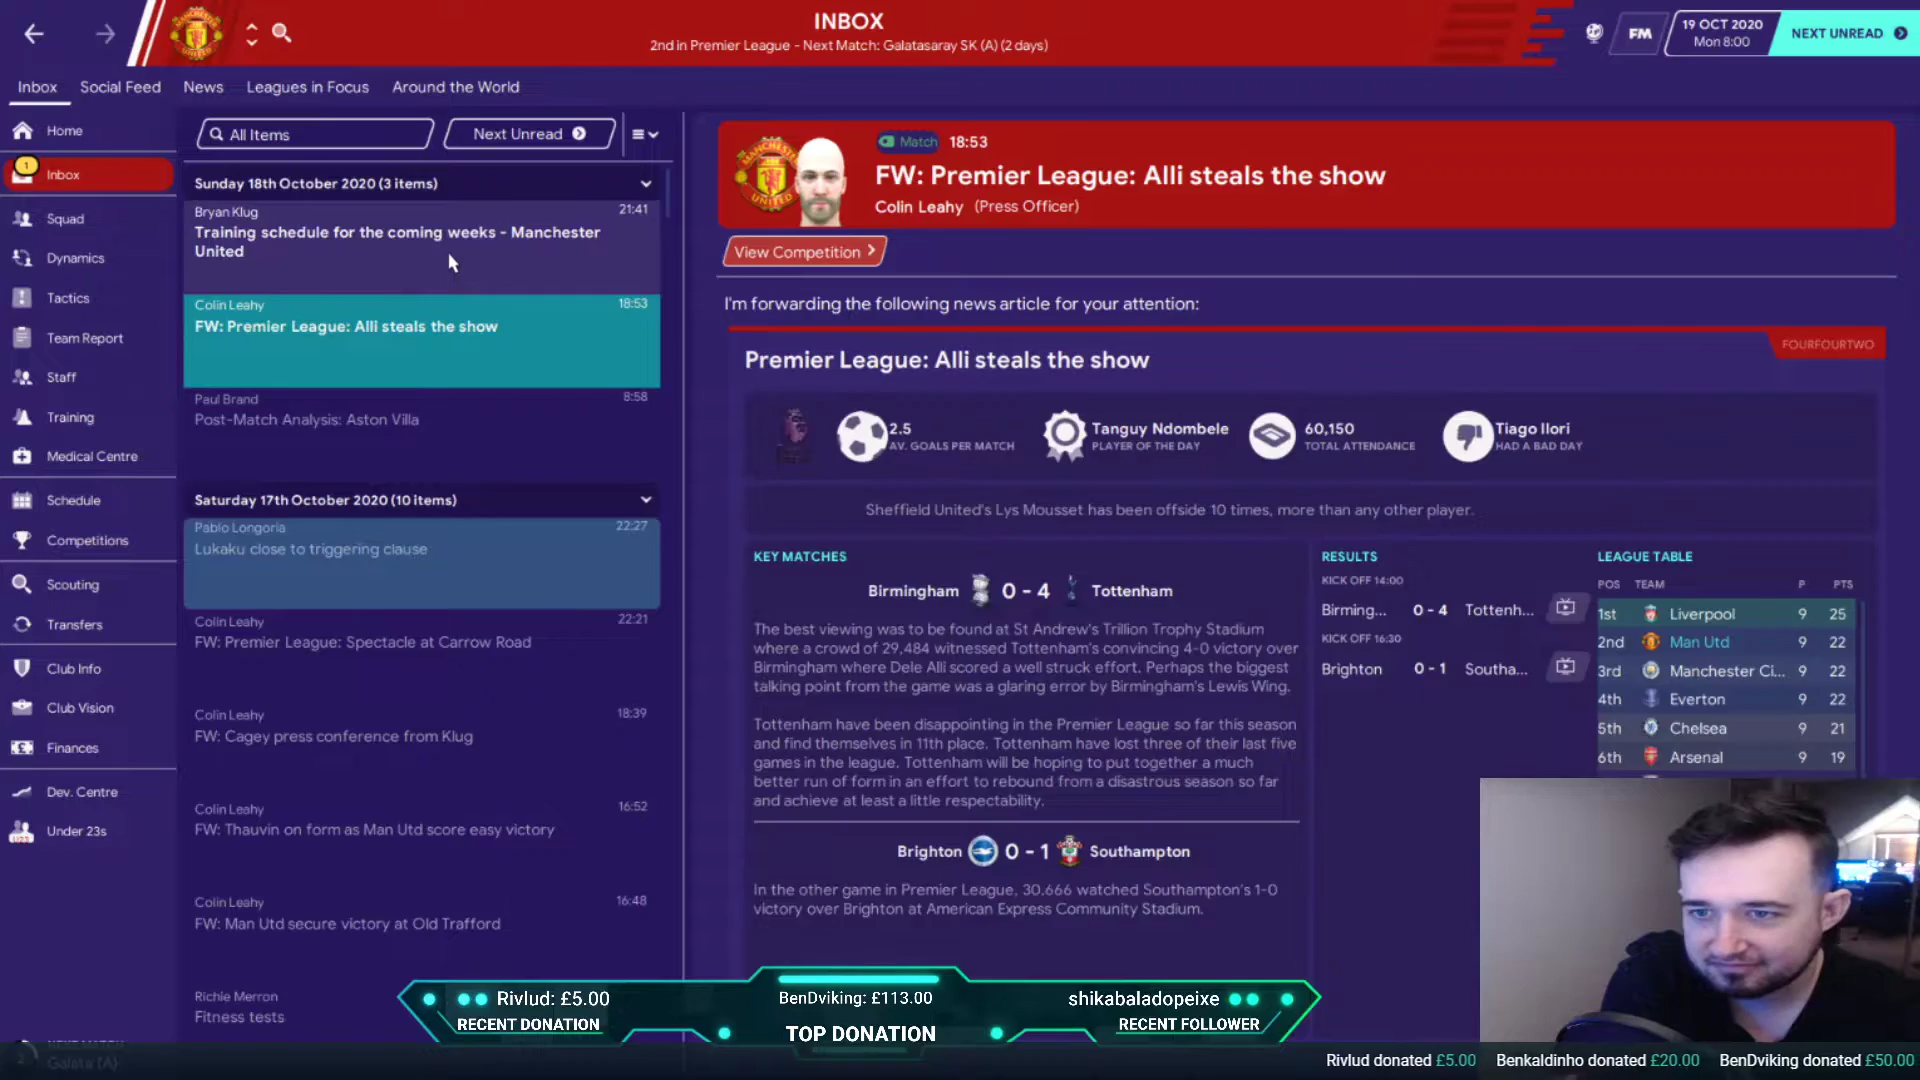 INBOX
2nd in Premier League - Next Match: Galatasaray SK (A) (2 days)
FM
19 OCT 2020
Mon 8:00
NEXT UNREAD
Inbox
Social Feed
News
Leagues in Focus
Around the World
Home
1
Inbox
Squad
Dynamics
Tactics
Team Report
Staff
Training
Medical Centre
Schedule
Competitions
Scouting
Transfers
Club Info
Club Vision
Finances
Dev. Centre
Under 23s
All Items
Next Unread
Sunday 18th October 2020 (3 items)
Bryan Klug 21:41
Training schedule for the coming weeks - Manchester
United
Colin Leahy 18:53
FW: Premier League: Alli steals the show
Paul Brand 8:58
Post-Match Analysis: Aston Villa
Saturday 17th October 2020 (10 items)
Pablo Longoria 22:27
Lukaku close to triggering clause
Colin Leahy 22:21
FW: Premier League: Spectacle at Carrow Road
Colin Leahy 18:39
FW: Cagey press conference from Klug
Colin Leahy 16:52
FW: Thauvin on form as Man Utd score easy victory
Colin Leahy 16:48
FW: Man Utd secure victory at Old Trafford
Richie Merron
Fitness tests
Match 18:53
FW: Premier League: Alli steals the show
Colin Leahy (Press Officer)
View Competition
I'm forwarding the following news article for your attention:
FOURFOURTWO
Premier League: Alli steals the show
2.5
AV. GOALS PER MATCH
Tanguy Ndombele
PLAYER OF THE DAY
60,150
TOTAL ATTENDANCE
Tiago Ilori
HAD A BAD DAY
Sheffield United's Lys Mousset has been offside 10 times, more than any other player.
KEY MATCHES
Birmingham 0 - 4 Tottenham
The best viewing was to be found at St Andrew's Trillion Trophy Stadium
where a crowd of 29,484 witnessed Tottenham's convincing 4-0 victory over
Birmingham where Dele Alli scored a well struck effort. Perhaps the biggest
talking point from the game was a glaring error by Birmingham's Lewis Wing.
Tottenham have been disappointing in the Premier League so far this season
and find themselves in 11th place. Tottenham have lost three of their last five
games in the league. Tottenham will be hoping to put together a much
better run of form in an effort to rebound from a disastrous season so far
and achieve at least a little respectability.
Brighton 0 - 1 Southampton
In the other game in Premier League, 30,666 watched Southampton's 1-0
victory over Brighton at American Express Community Stadium.
RESULTS
KICK OFF 14:00
Birming... 0 - 4 Tottenh...
KICK OFF 16:30
Brighton 0 - 1 Southa...
LEAGUE TABLE
POS TEAM P PTS
1st Liverpool 9 25
2nd Man Utd 9 22
3rd Manchester Ci... 9 22
4th Everton 9 22
5th Chelsea 9 21
6th Arsenal 9 19
Rivlud: £5.00
RECENT DONATION
BenDviking: £113.00
TOP DONATION
shikabaladopeixe
RECENT FOLLOWER
Rivlud donated £5.00 Benkaldinho donated £20.00 BenDviking donated £50.00